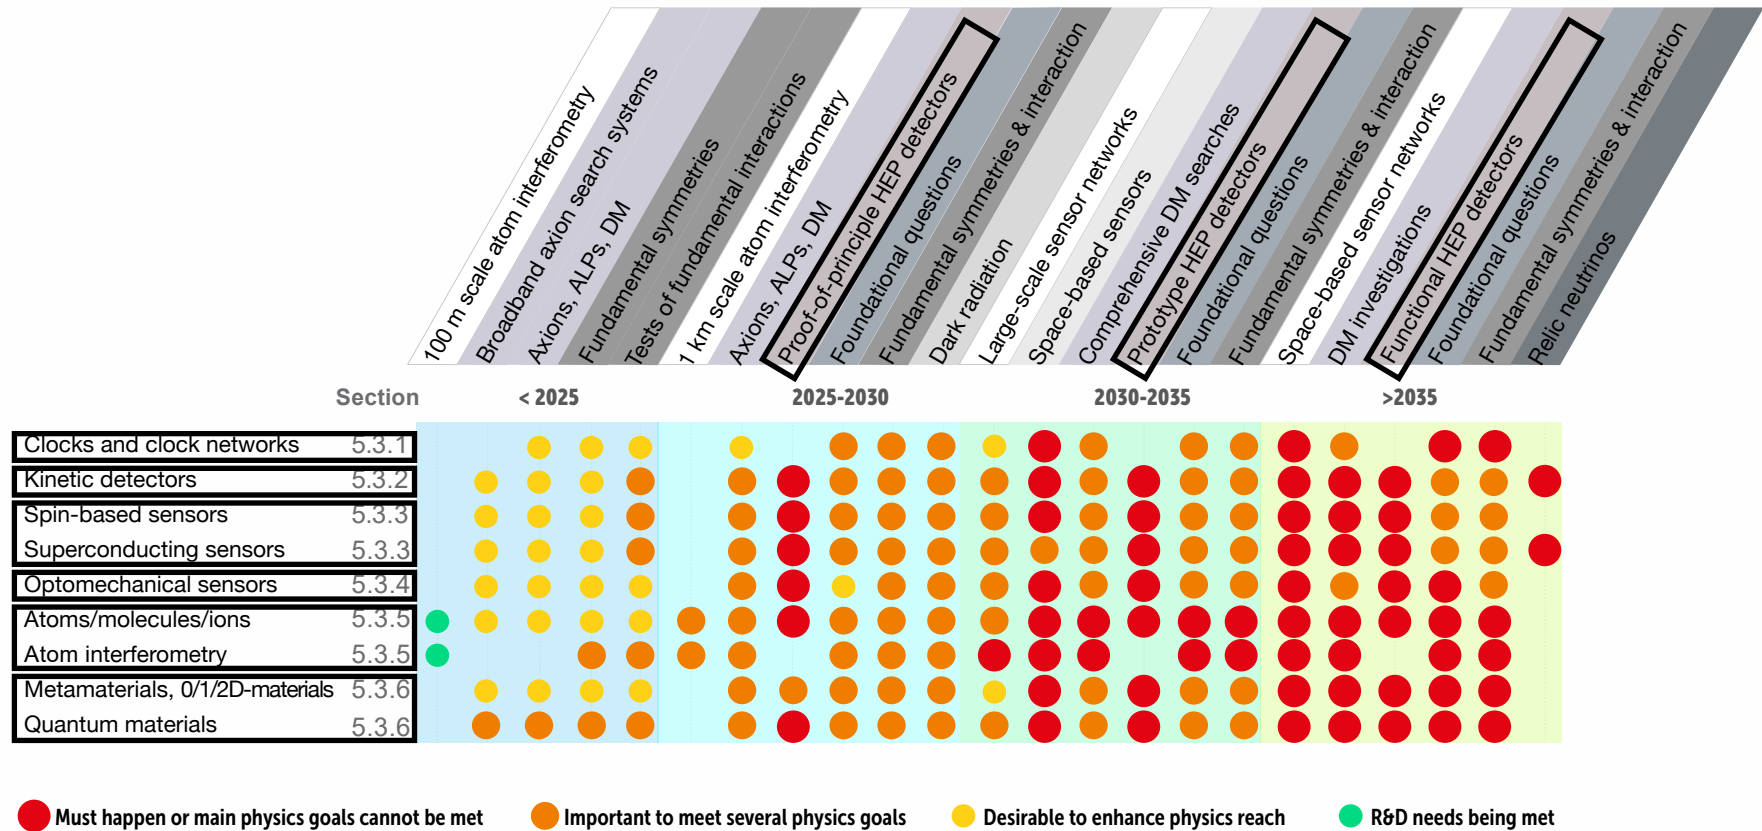 100 m scale atom interferometry
Broadband axion search systems
Axions, ALPs, DM
Fundamental symmetries
Tests of fundamental interactions
1 km scale atom interferometry
Axions, ALPs, DM
Proof-of-principle HEP detectors
Foundational questions
Fundamental symmetries & interaction
Dark radiation
Large-scale sensor networks
Space-based sensors
Comprehensive DM searches
Prototype HEP detectors
Foundational questions
Fundamental symmetries & interaction
Space-based sensor networks
DM investigations
Functional HEP detectors
Foundational questions
Fundamental symmetries & interaction
Relic neutrinos
Section < 2025 2025-2030 2030-2035 >2035
Clocks and clock networks 5.3.1
Kinetic detectors 5.3.2
Spin-based sensors 5.3.3
Superconducting sensors 5.3.3
Optomechanical sensors 5.3.4
Atoms/molecules/ions 5.3.5
Atom interferometry 5.3.5
Metamaterials, 0/1/2D-materials 5.3.6
Quantum materials 5.3.6
Must happen or main physics goals cannot be met Important to meet several physics goals Desirable to enhance physics reach R&D needs being met